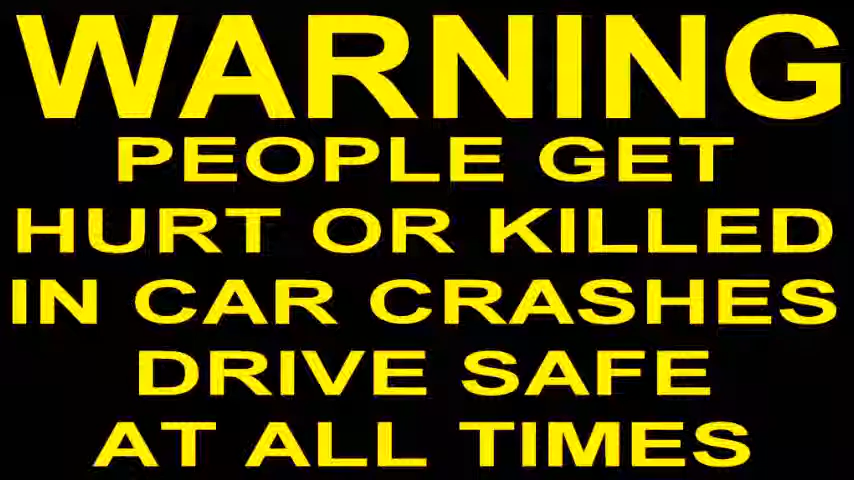 WARNING
PEOPLE GET
HURT OR KILLED
IN CAR CRASHES
DRIVE SAFE
AT ALL TIMES